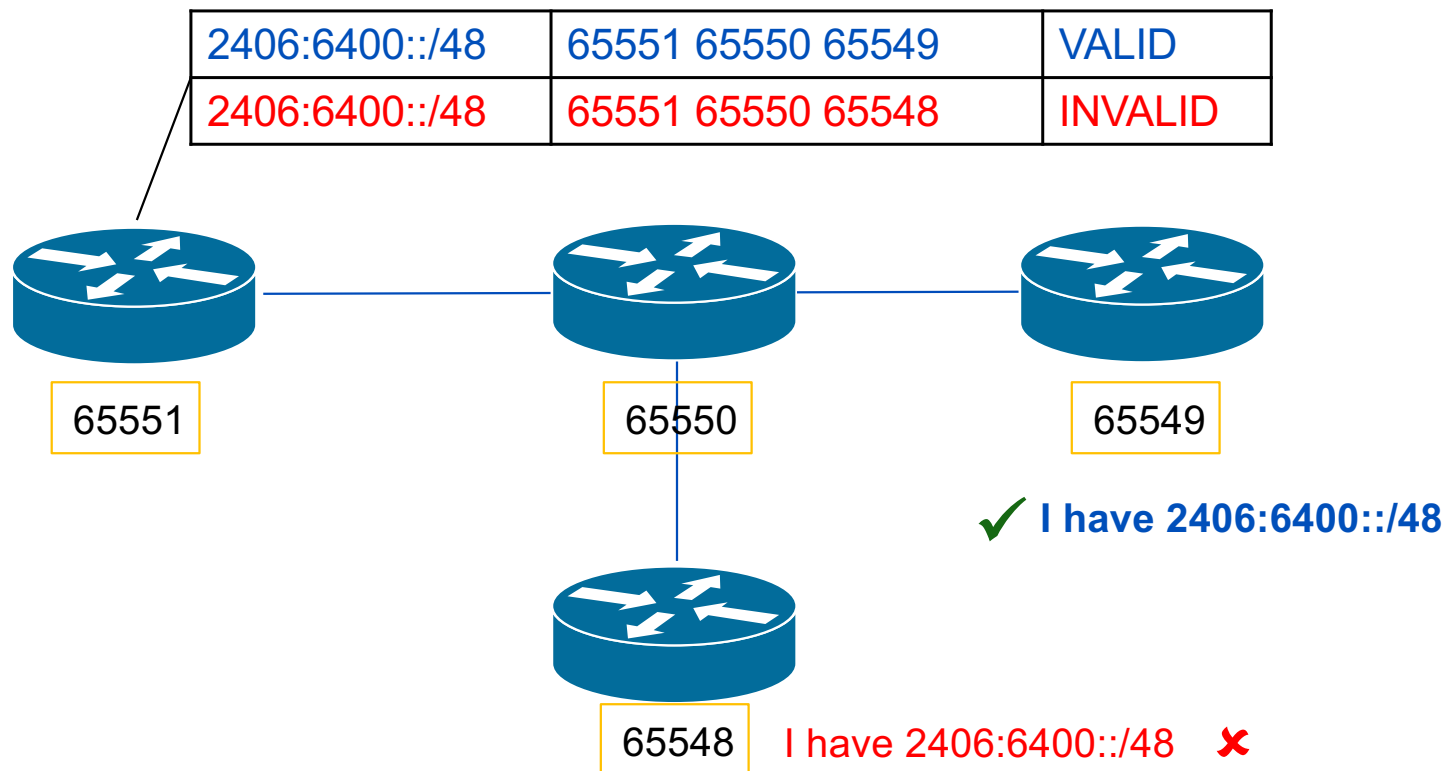 2406:6400::/48 65551 65550 65549 VALID
2406:6400::/48 65551 65550 65548 INVALID
65551 65550 65549
✓ I have 2406:6400::/48
65548 I have 2406:6400::/48 ✘